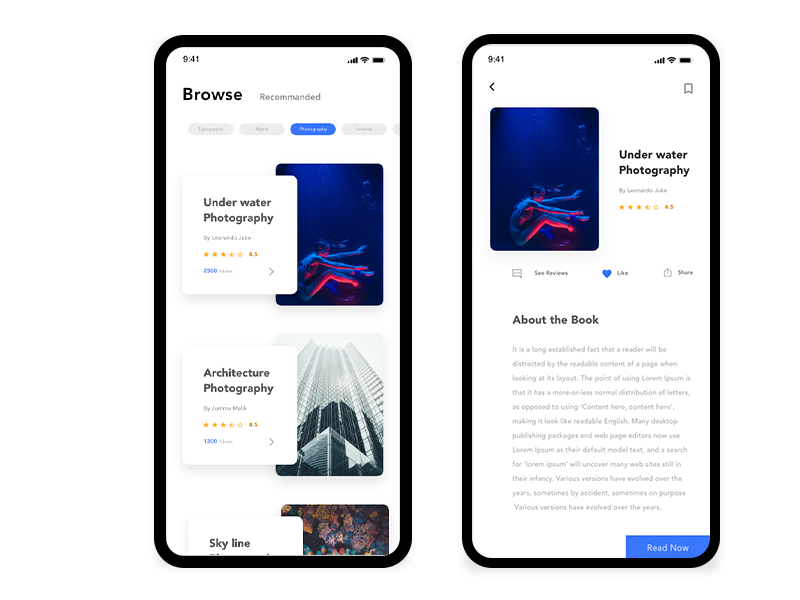 9:41
Browse
Recommanded
Typography
Photography
Under water
Photography
By Leonardo Juke
4.5
2500 Views
Architecture
Photography
By Jumma Malik
4.5
1200 Views
Sky line
9:41
Under water
Photography
By Leonardo Juke
4.5
See Reviews
Like
Share
About the Book
It is a long established fact that a reader will be
distracted by the readable content of a page when
looking at its layout. The point of using Lorem Ipsum is
that it has a more-or-less normal distribution of letters,
as opposed to using 'Content here, content here',
making it look like readable English. Many desktop
publishing packages and web page editors now use
Lorem Ipsum as their default model text, and a search
for 'lorem ipsum' will uncover many web sites still in
their infancy. Various versions have evolved over the
years, sometimes by accident, sometimes on purpose
Various versions have evolved over the years,
Read Now